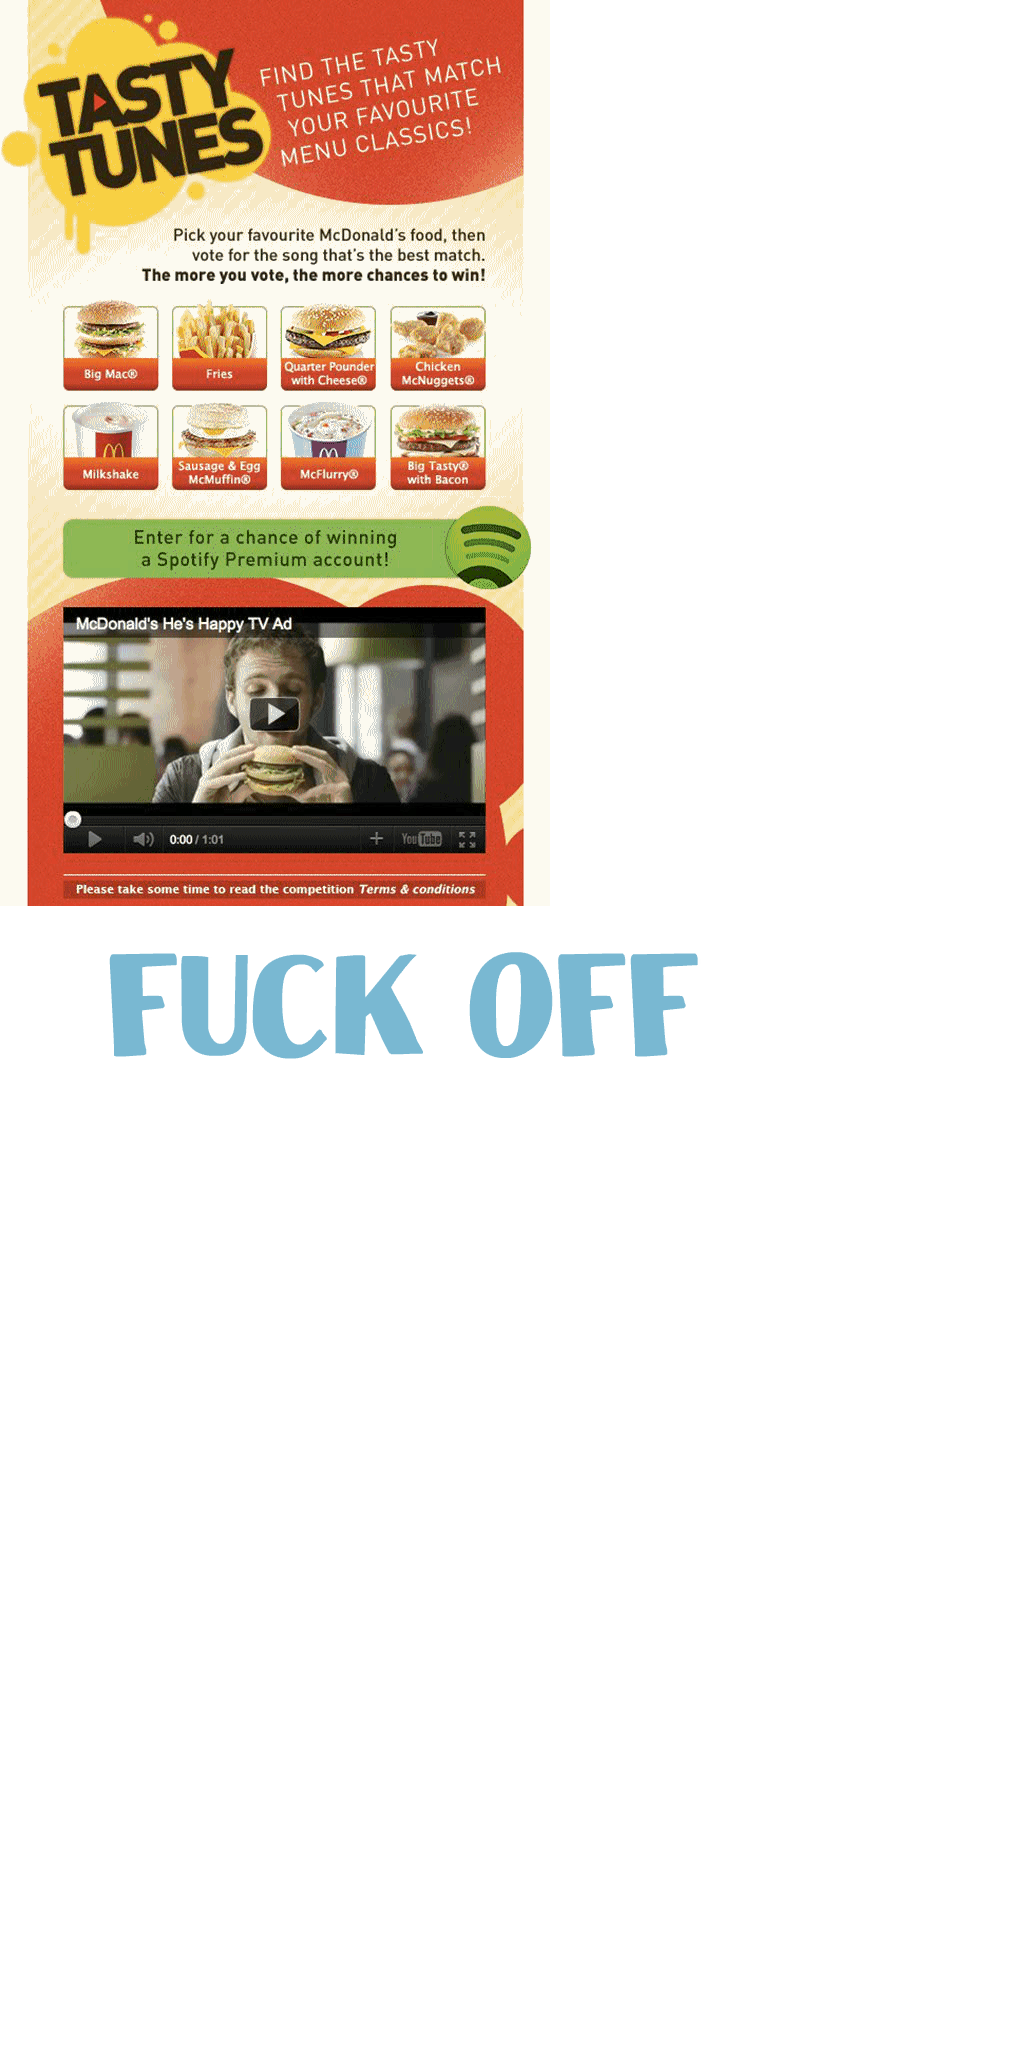 TASTY
TUNES
FIND THE TASTY
TUNES THAT MATCH
YOUR FAVOURITE
MENU CLASSICS!
Pick your favourite McDonald's food, then
vote for the song that's the best match.
The more you vote, the more chances to win!
Big Mac®
Fries
Quarter Pounder
with Cheese®
Chicken
McNuggets®
Milkshake
Sausage & Egg
McMuffin®
McFlurry®
Big Tasty®
with Bacon
Enter for a chance of winning
a Spotify Premium account!
McDonald's He's Happy TV Ad
0:00 / 1:01
YouTube
Please take some time to read the competition Terms & conditions
FUCK OFF